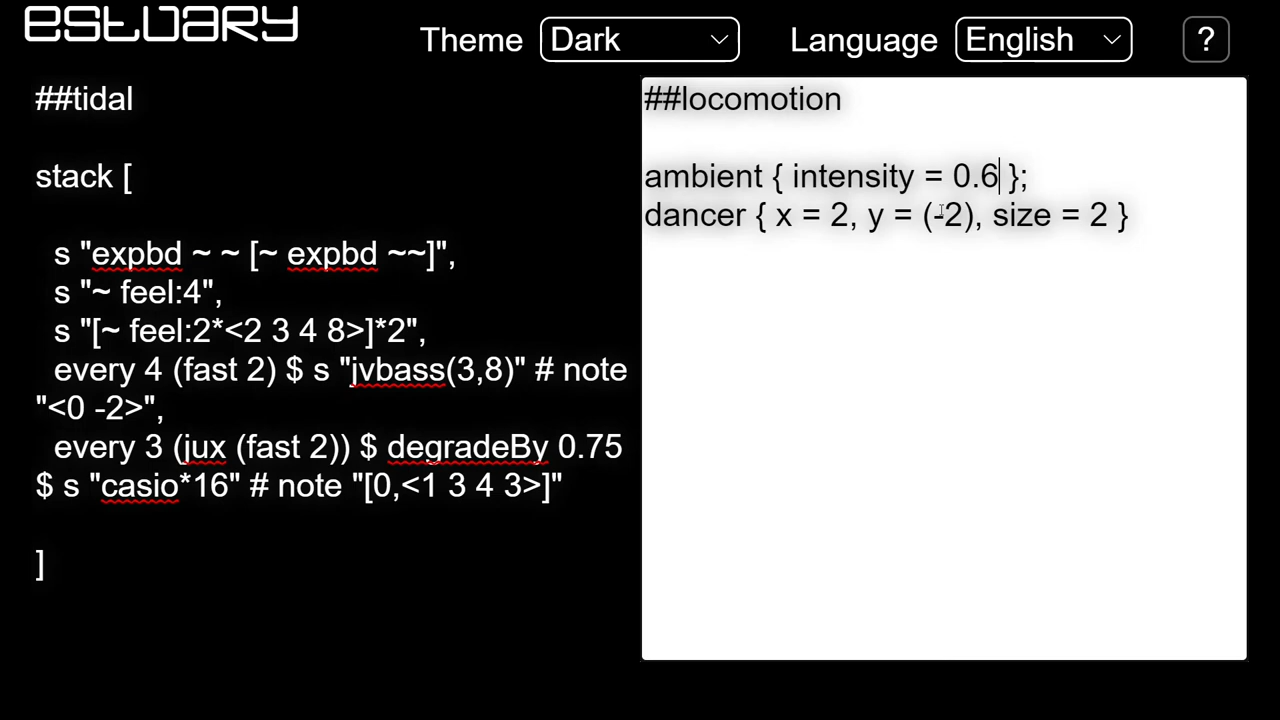 estuary
Theme Dark Language English ?
##tidal
stack [
s "expbd ~ ~ [~ expbd ~~]",
s "~ feel:4",
s "[~ feel:2*<2 3 4 8>]*2",
every 4 (fast 2) $ s "jvbass(3,8)" # note
"<0 -2>",
every 3 (jux (fast 2)) $ degradeBy 0.75
$ s "casio*16" # note "[0,<1 3 4 3>]"
]
##locomotion
ambient { intensity = 0.6 };
dancer { x = 2, y = (-2), size = 2 }